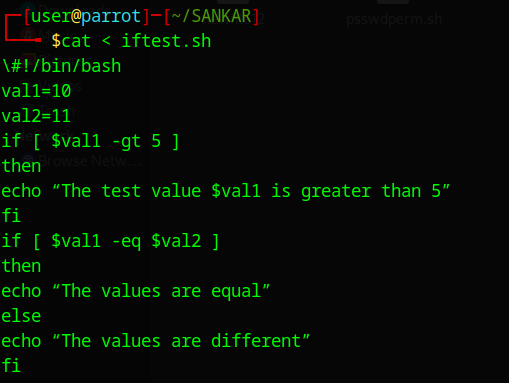 ┌─[user@parrot]─[~/SANKAR]
└──╼ $cat < iftest.sh
\#!/bin/bash
val1=10
val2=11
if [ $val1 -gt 5 ]
then
echo “The test value $val1 is greater than 5”
fi
if [ $val1 -eq $val2 ]
then
echo “The values are equal”
else
echo “The values are different”
fi
psswdperm.sh
Browse Netw...